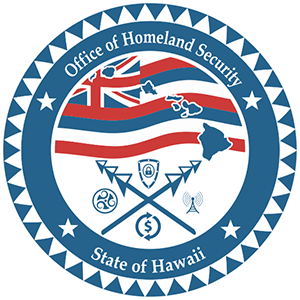 Office of Homeland Security
$
State of Hawaii